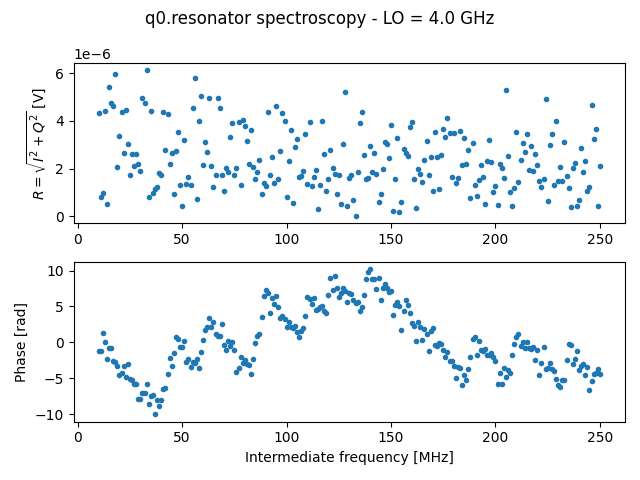 q0.resonator spectroscopy - LO = 4.0 GHz
1e−6
R = √I² + Q² [V]
6
4
2
0
0 50 100 150 200 250
Phase [rad]
10
5
0
−5
−10
0 50 100 150 200 250
Intermediate frequency [MHz]